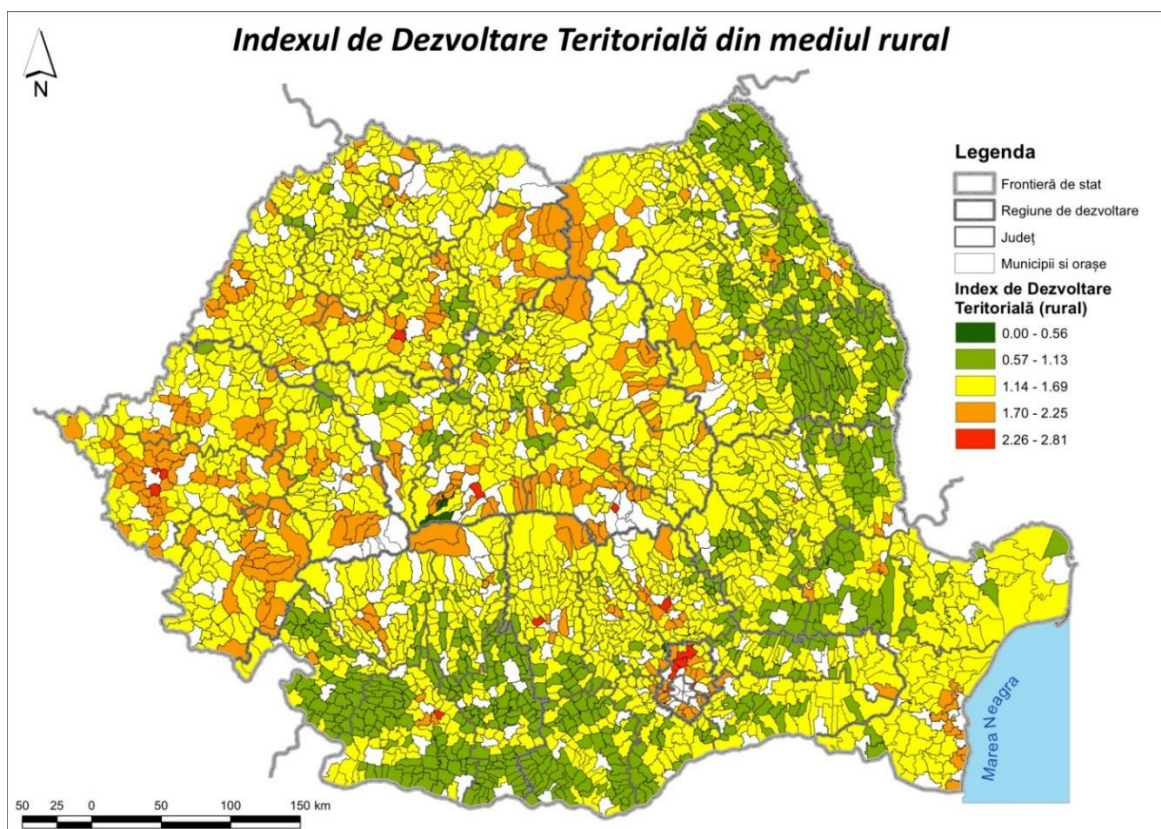 Indexul de Dezvoltare Teritorială din mediul rural
N
Legenda
Frontieră de stat
Regiune de dezvoltare
Județ
Municipii si orașe
Index de Dezvoltare
Teritorială (rural)
0.00 - 0.56
0.57 - 1.13
1.14 - 1.69
1.70 - 2.25
2.26 - 2.81
Marea Neagra
50 25 0 50 100 150 km